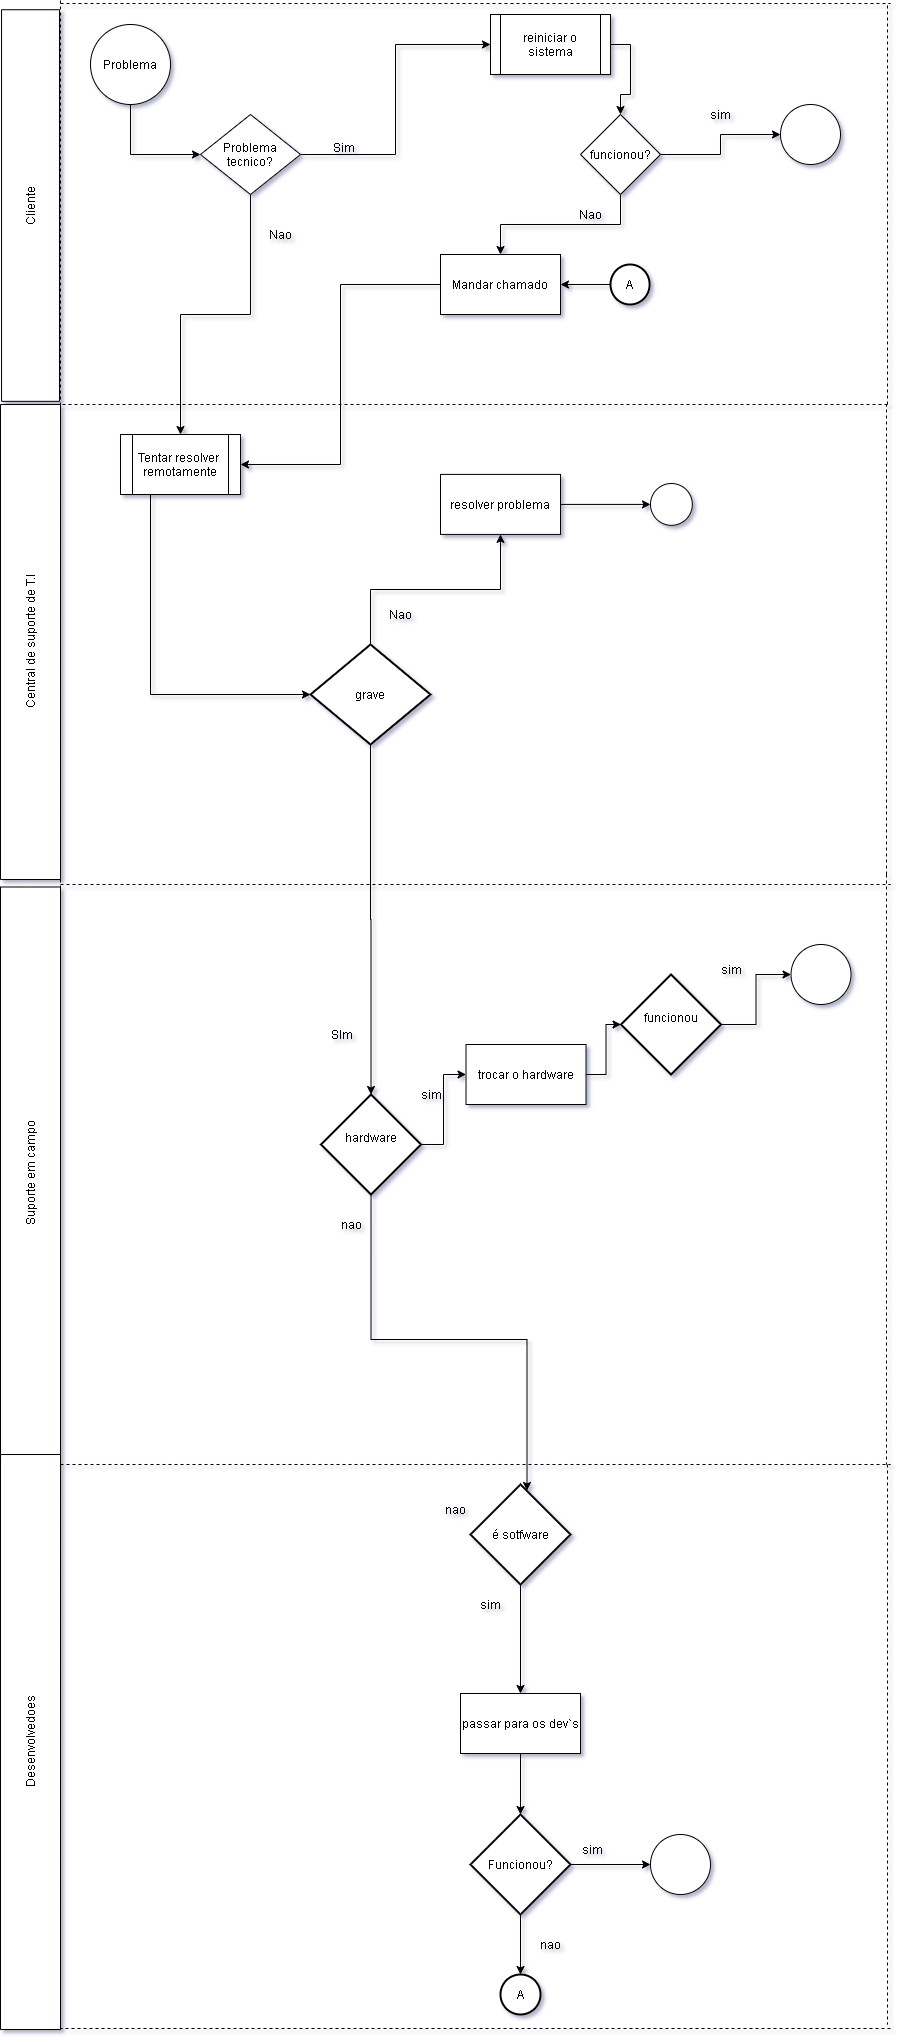 Cliente
Problema
reiniciar o
sistema
Problema
tecnico?
Sim
funcionou?
sim
Nao
Nao
Mandar chamado
A
Central de suporte de T.I
Tentar resolver
remotamente
resolver problema
Nao
grave
Suporte em campo
SIm
hardware
sim
trocar o hardware
funcionou
sim
nao
Desenvolvedoes
nao
é sotfware
sim
passar para os dev`s
Funcionou?
sim
nao
A